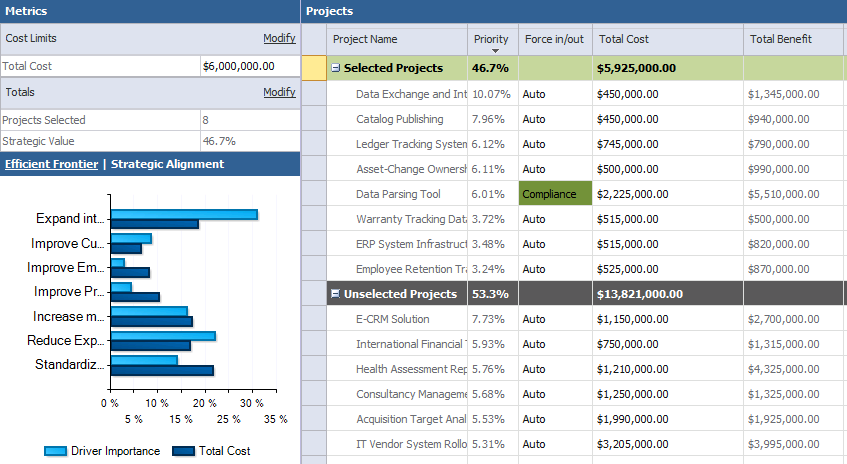 Metrics
Cost Limits Modify
Total Cost $6,000,000.00
Totals Modify
Projects Selected 8
Strategic Value 46.7%
Efficient Frontier | Strategic Alignment
Expand int...
Improve Cu...
Improve Em...
Improve Pr...
Increase m...
Reduce Exp...
Standardiz...
0 % 10 % 20 % 30 %
5 % 15 % 25 % 35 %
Driver Importance Total Cost
Projects
Project Name Priority Force in/out Total Cost Total Benefit
Selected Projects 46.7% $5,925,000.00
Data Exchange and Int 10.07% Auto $450,000.00 $1,345,000.00
Catalog Publishing 7.96% Auto $450,000.00 $940,000.00
Ledger Tracking System 6.12% Auto $745,000.00 $790,000.00
Asset-Change Ownersh 6.11% Auto $500,000.00 $990,000.00
Data Parsing Tool 6.01% Compliance $2,225,000.00 $5,510,000.00
Warranty Tracking Data 3.72% Auto $515,000.00 $500,000.00
ERP System Infrastruct 3.48% Auto $515,000.00 $820,000.00
Employee Retention Tr 3.24% Auto $525,000.00 $870,000.00
Unselected Projects 53.3% $13,821,000.00
E-CRM Solution 7.73% Auto $1,150,000.00 $2,700,000.00
International Financial 5.93% Auto $750,000.00 $1,315,000.00
Health Assessment Rep 5.76% Auto $1,210,000.00 $4,325,000.00
Consultancy Manageme 5.68% Auto $1,250,000.00 $1,325,000.00
Acquisition Target Anal 5.53% Auto $1,990,000.00 $1,925,000.00
IT Vendor System Rollo 5.31% Auto $3,205,000.00 $3,995,000.00